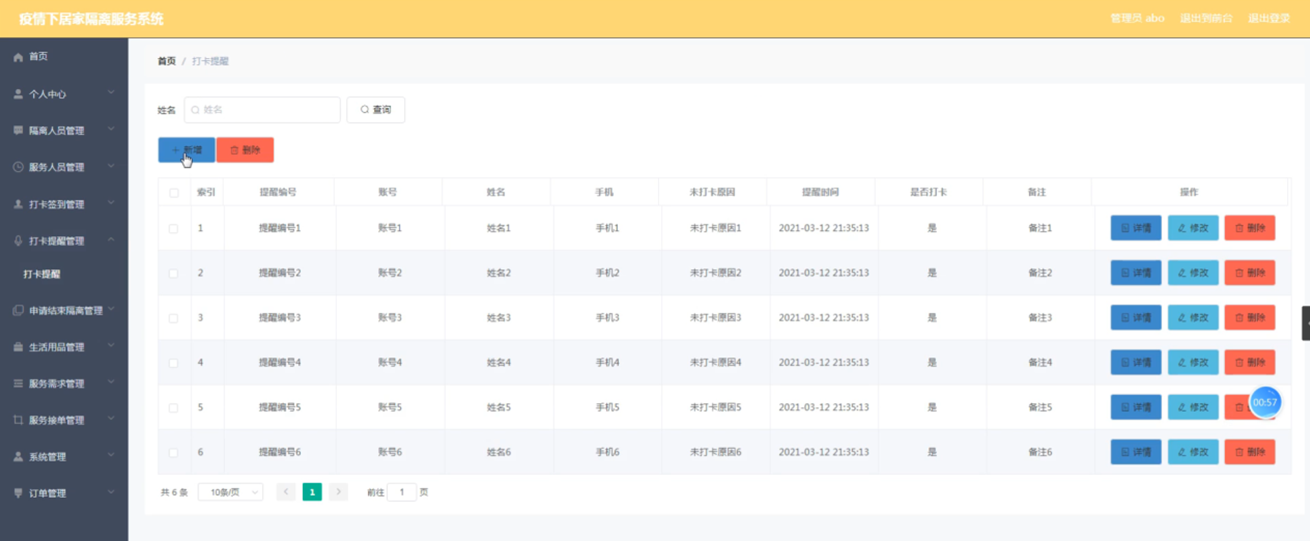 疫情下居家隔离服务系统 管理员 abo 退出到前台 退出登录
首页
首页 / 打卡提醒
个人中心
姓名 姓名 查询
隔离人员管理
+ 新增 删除
服务人员管理
索引 提醒编号 账号 姓名 手机 未打卡原因 提醒时间 是否打卡 备注 操作
打卡签到管理
1 提醒编号1 账号1 姓名1 手机1 未打卡原因1 2021-03-12 21:35:13 是 备注1 详情 修改 删除
打卡提醒管理
打卡提醒
2 提醒编号2 账号2 姓名2 手机2 未打卡原因2 2021-03-12 21:35:13 是 备注2 详情 修改 删除
申请结束隔离管理
3 提醒编号3 账号3 姓名3 手机3 未打卡原因3 2021-03-12 21:35:13 是 备注3 详情 修改 删除
生活用品管理
4 提醒编号4 账号4 姓名4 手机4 未打卡原因4 2021-03-12 21:35:13 是 备注4 详情 修改 删除
服务需求管理
5 提醒编号5 账号5 姓名5 手机5 未打卡原因5 2021-03-12 21:35:13 是 备注5 详情 修改 00:57
服务接单管理
6 提醒编号6 账号6 姓名6 手机6 未打卡原因6 2021-03-12 21:35:13 是 备注6 详情 修改 删除
系统管理
订单管理
共 6 条 10条/页 1 前往 1 页